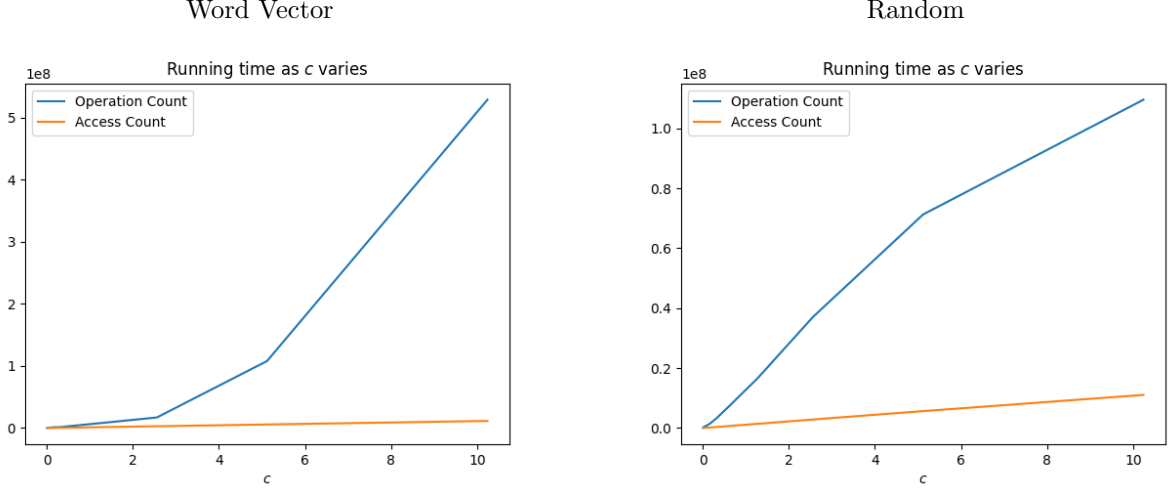 Word Vector
Running time as c varies
1e8
Operation Count
Access Count
5
4
3
2
1
0
0 2 4 6 8 10
c
Random
Running time as c varies
1e8
Operation Count
Access Count
1.0
0.8
0.6
0.4
0.2
0.0
0 2 4 6 8 10
c